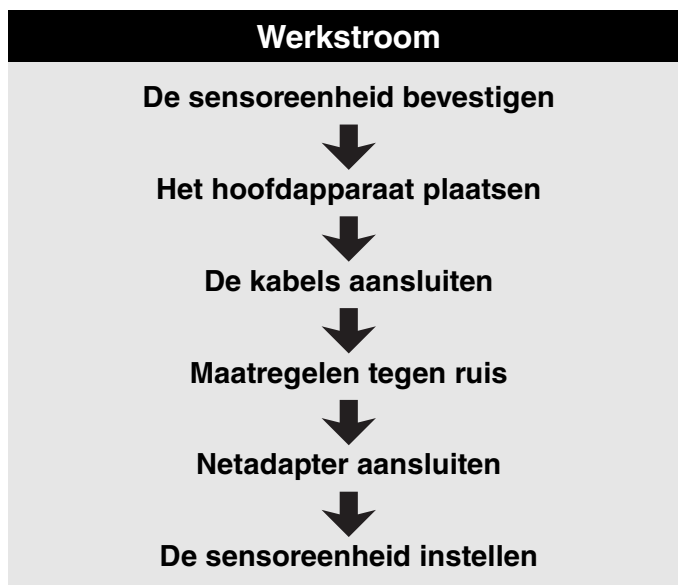 Werkstroom
De sensoreenheid bevestigen
Het hoofdapparaat plaatsen
De kabels aansluiten
Maatregelen tegen ruis
Netadapter aansluiten
De sensoreenheid instellen